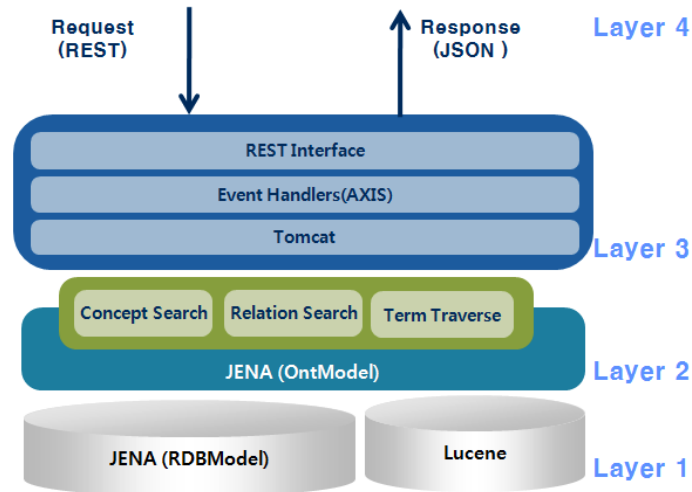 Request
(REST)
Response
(JSON )
Layer 4
REST Interface
Event Handlers(AXIS)
Tomcat
Layer 3
Concept Search
Relation Search
Term Traverse
JENA (OntModel)
Layer 2
JENA (RDBModel)
Lucene
Layer 1